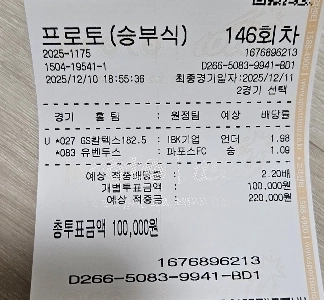 프로토(승부식) 146회차
2025-1175 1676896213
1504-19541-1 D266-5083-9941-BD1
2025/12/10 18:55:36 최종경기일자:2025/12/11
2경기 선택
경기 홈팀 : 원정팀 예상 배당률
U *027 GS칼텍스182.5 : IBK기업 언더 1.98
*083 유벤투스 : 파포스FC 승 1.09
예상 적중배당률 : 2.20배
개별투표금액 : 100,000원
예상 적중금 : 220,000원
총투표금액 100,000원
1676896213
D266-5083-9941-BD1